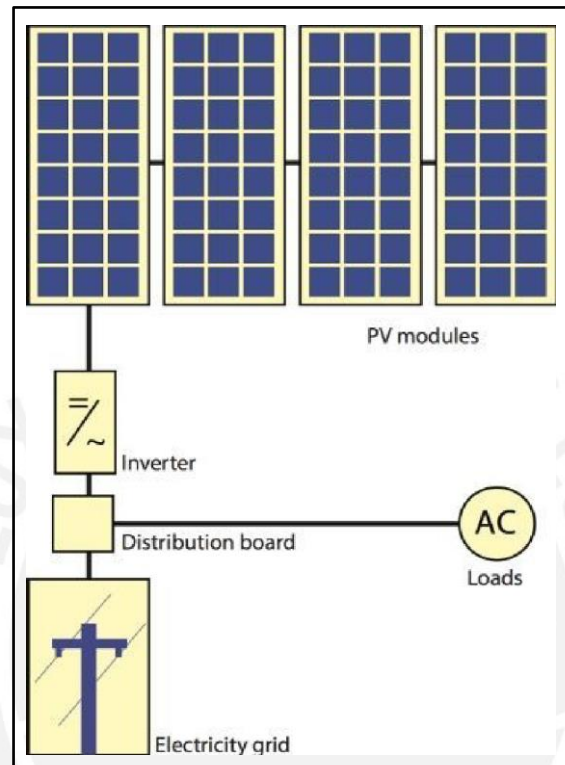 PV modules
Inverter
Distribution board
AC
Loads
Electricity grid